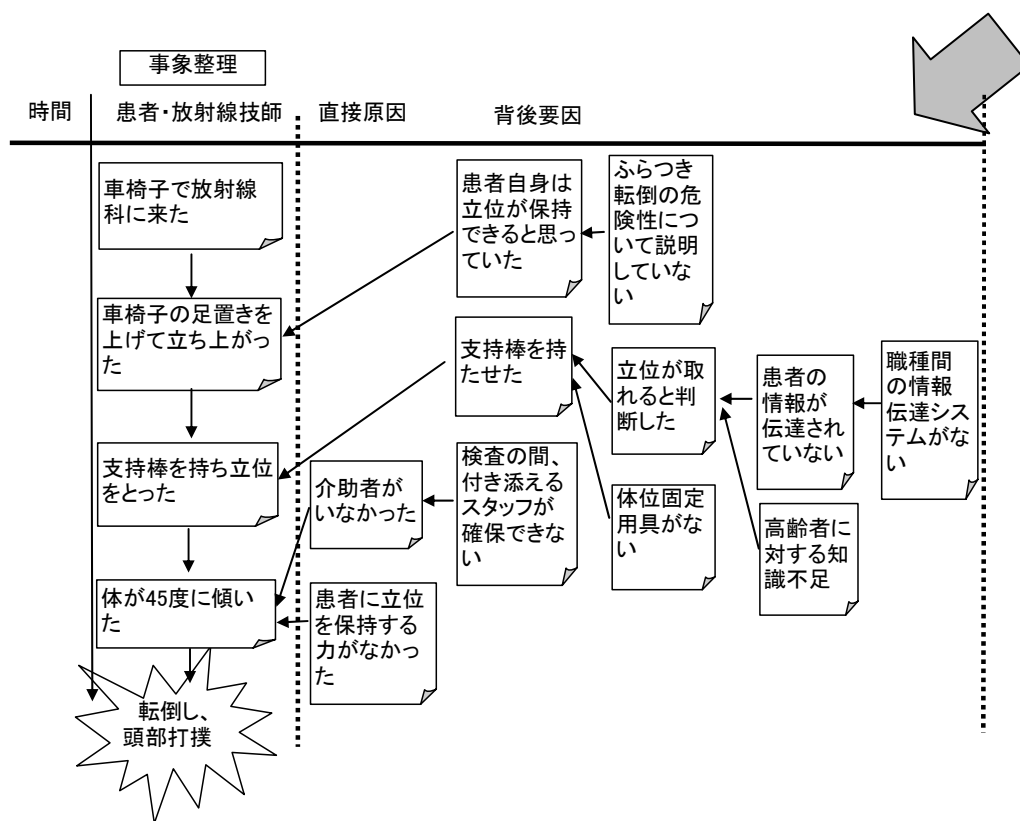 事象整理
時間
患者・放射線技師
直接原因
背後要因
車椅子で放射線
科に来た
患者自身は
立位が保持
できると思っ
ていた
ふらつき
転倒の危
険性につ
いて説明
していな
い
車椅子の足置きを
上げて立ち上がっ
た
支持棒を持
たせた
立位が取
れると判
断した
患者の
情報が
伝達され
ていない
職種間
の情報
伝達シス
テムがな
い
支持棒を持ち立位
をとった
介助者が
いなかった
検査の間、
付き添える
スタッフが
確保できな
い
体位固定
用具がな
い
高齢者に
対する知
識不足
体が45度に傾い
た
患者に立位
を保持する
力がなかっ
た
転倒し、
頭部打撲